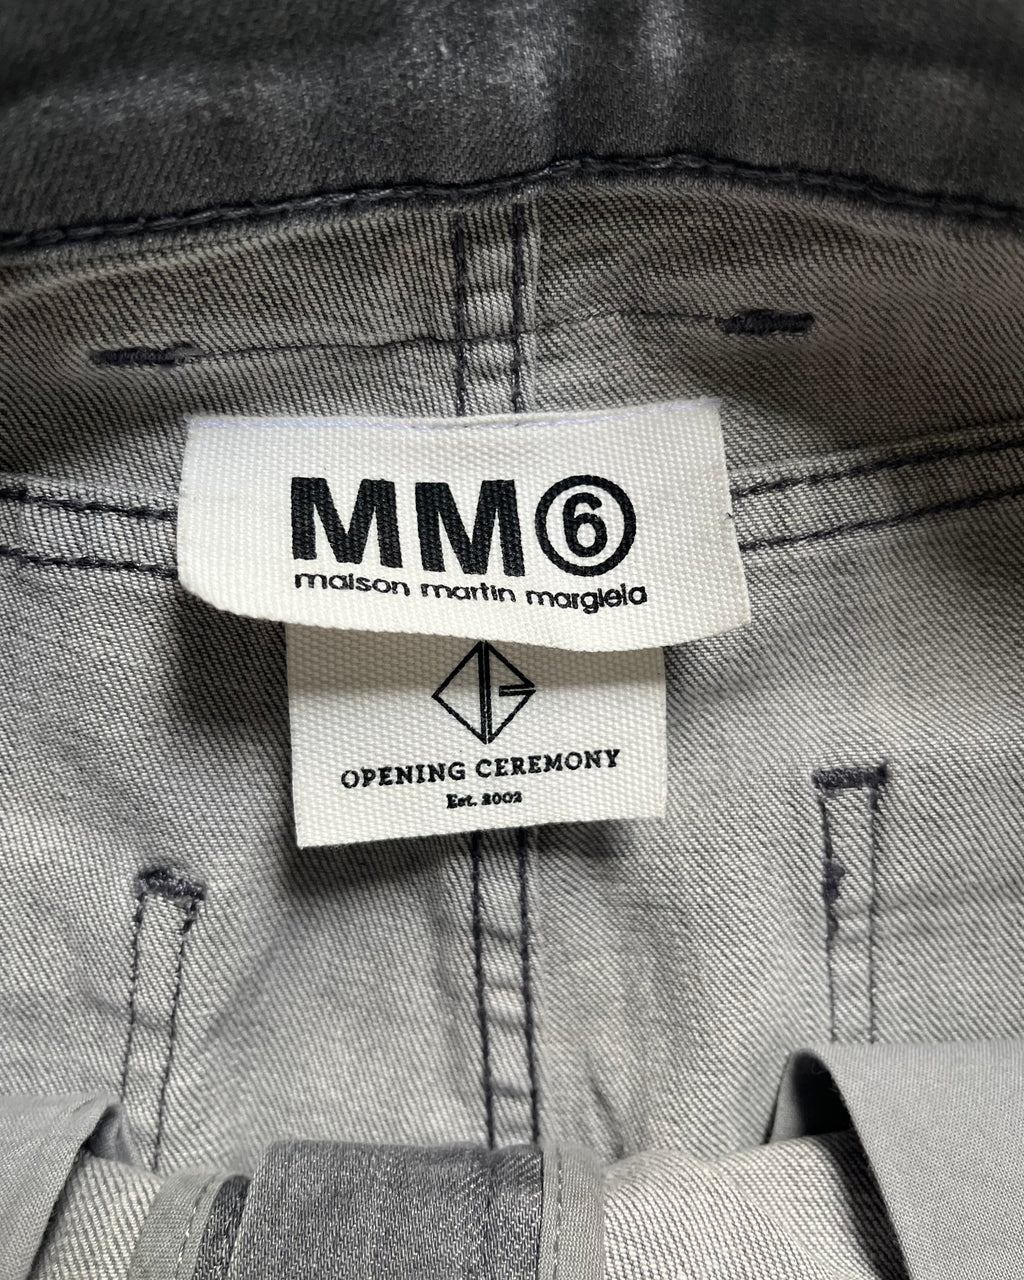 MM⑥
maison martin margiela
OPENING CEREMONY
Est. 2002